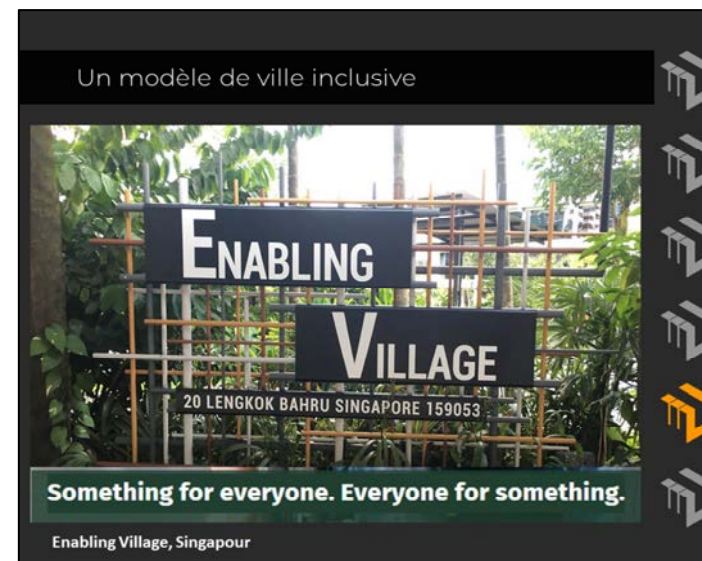 Un modèle de ville inclusive
ENABLING
VILLAGE
20 LENGKOK BAHRU SINGAPORE 159053
Something for everyone. Everyone for something.
Enabling Village, Singapour